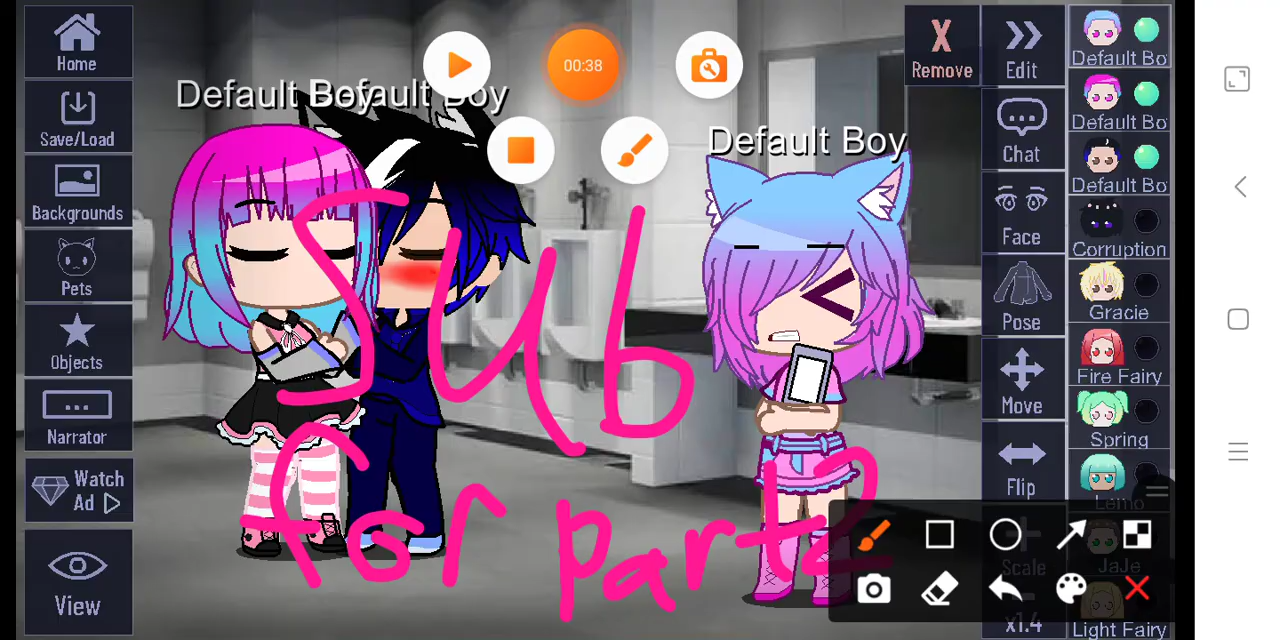 Home
Save/Load
Backgrounds
Pets
Objects
Narrator
Watch
Ad
View
Default Boy
Default Boy
Default Boy
00:38
Sub
for part2
Remove
Edit
Chat
Face
Pose
Move
Flip
Scale
x1.4
Default Bo
Default Bo
Default Bo
Corruption
Gracie
Fire Fairy
Spring
Lemo
JaJe
Light Fairy